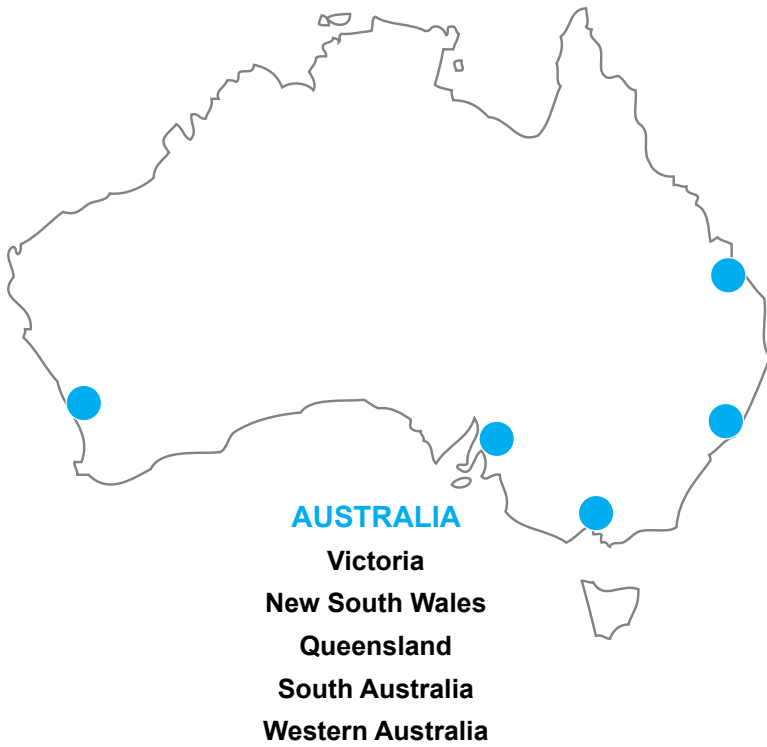 AUSTRALIA
Victoria
New South Wales
Queensland
South Australia
Western Australia